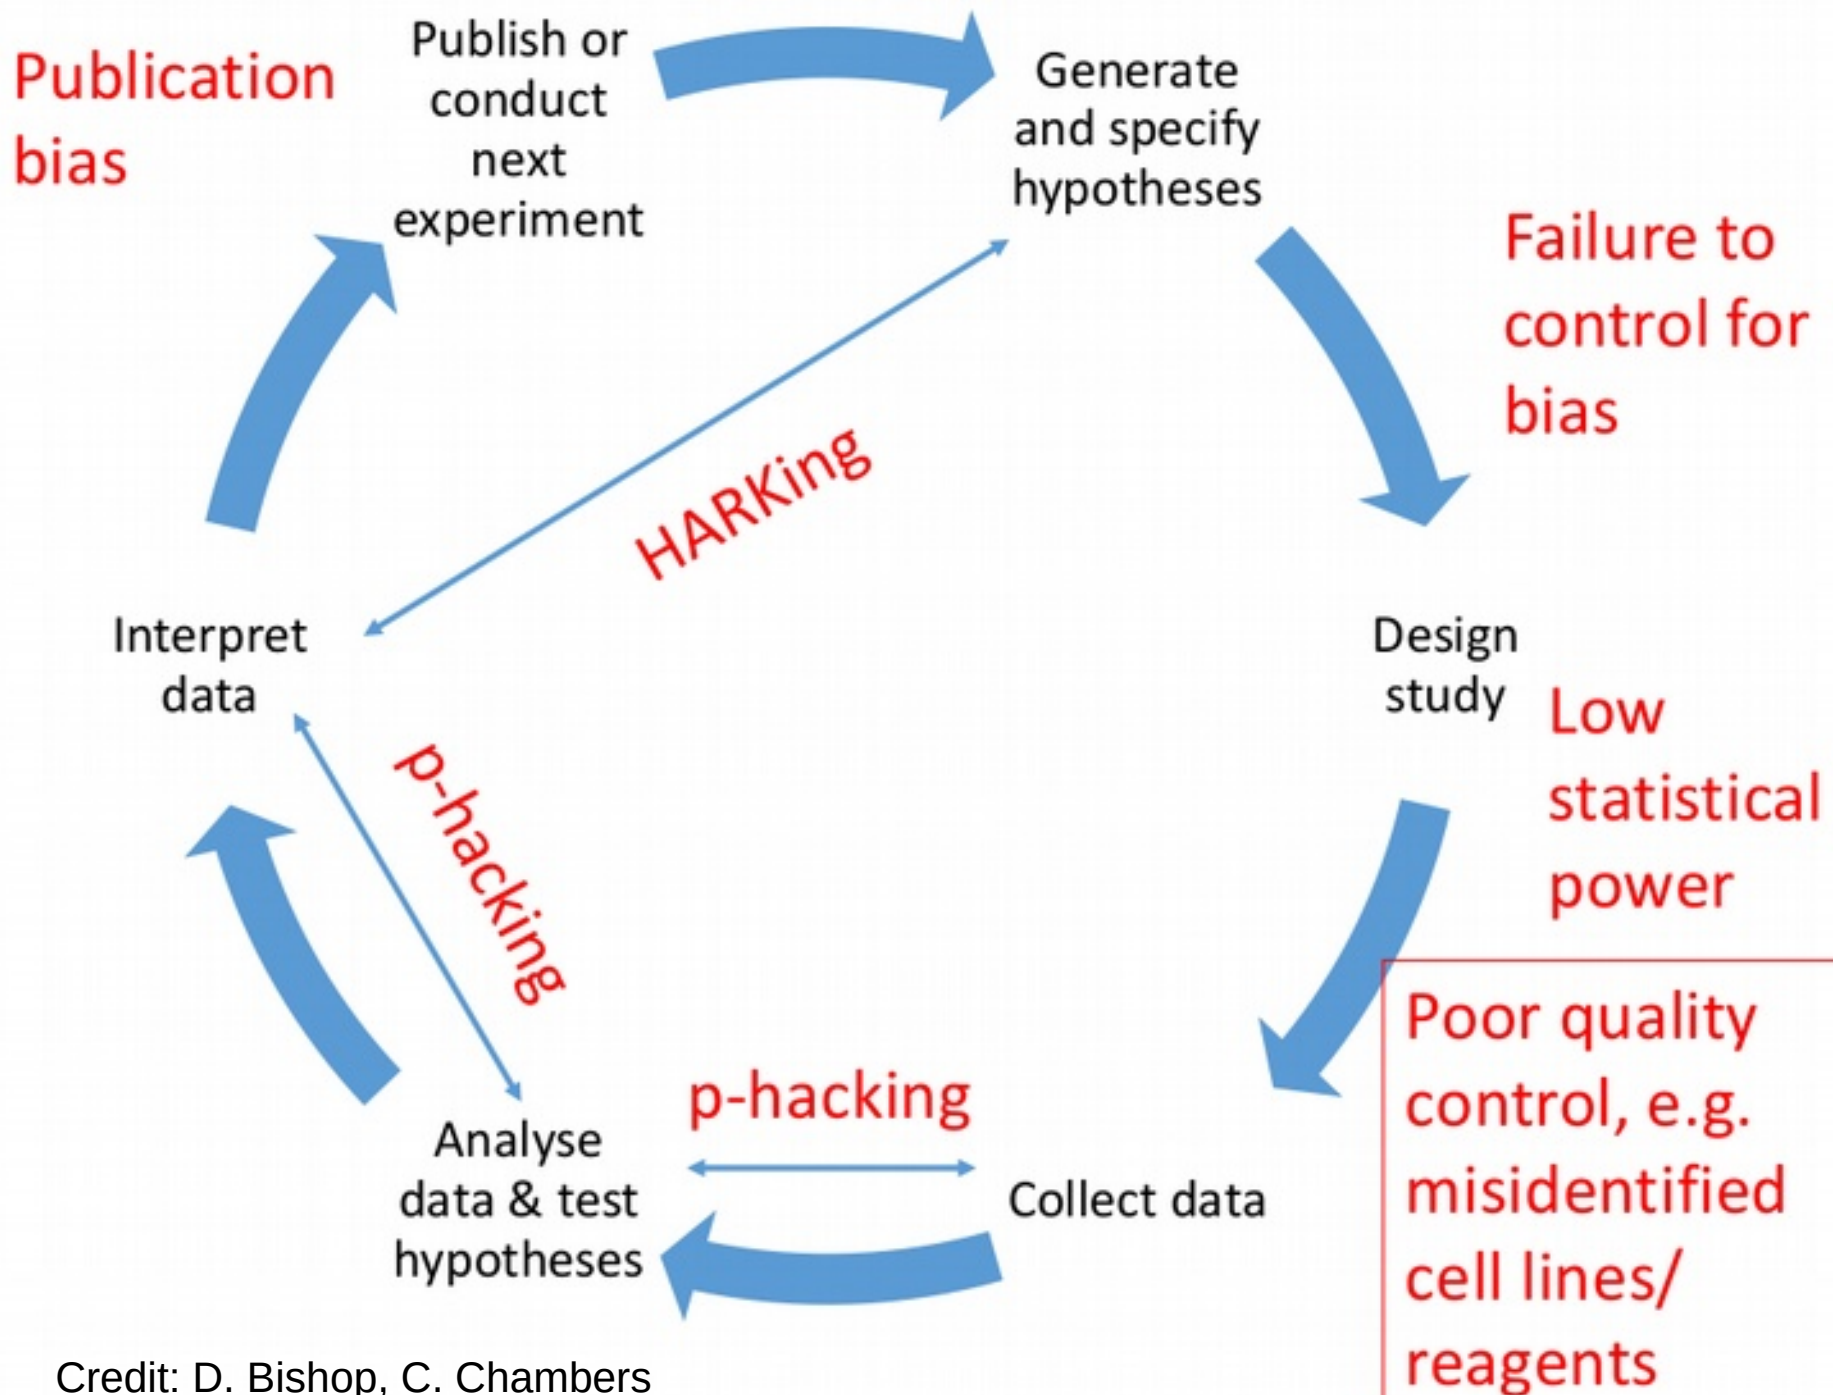 Publication
bias
Publish or
conduct
next
experiment
Generate
and specify
hypotheses
Failure to
control for
bias
HARKing
Interpret
data
Design
study
Low
statistical
power
p-hacking
Poor quality
control, e.g.
misidentified
cell lines/
reagents
p-hacking
Analyse
data & test
hypotheses
Collect data
Credit: D. Bishop, C. Chambers